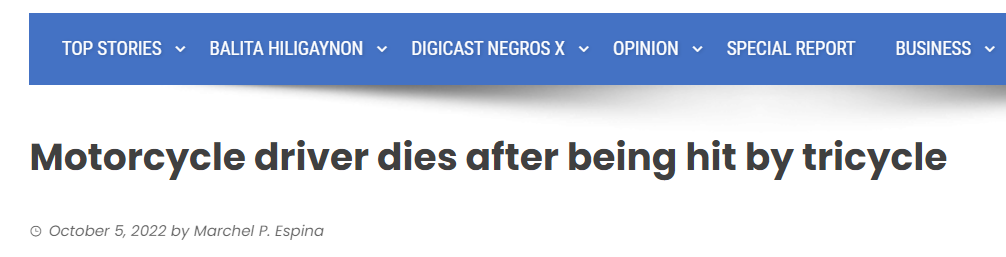 TOP STORIES BALITA HILIGAYNON DIGICAST NEGROS X OPINION SPECIAL REPORT BUSINESS
Motorcycle driver dies after being hit by tricycle
October 5, 2022 by Marchel P. Espina